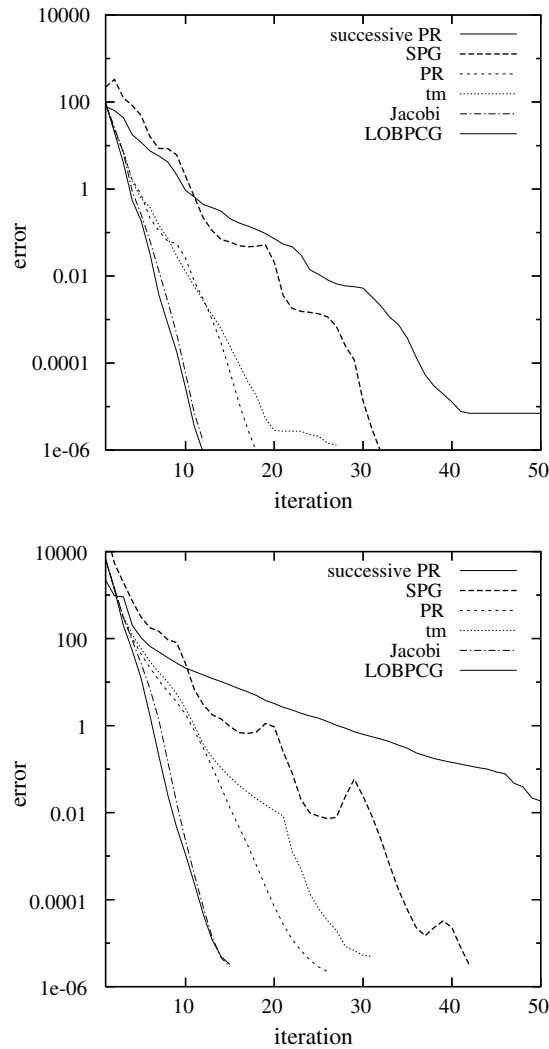 successive PR
SPG
PR
tm
Jacobi
LOBPCG
100
1
0.01
0.0001
1e-06
error
10 20 30 40 50
iteration
10000
successive PR
SPG
PR
tm
Jacobi
LOBPCG
100
1
0.01
0.0001
1e-06
error
10 20 30 40 50
iteration